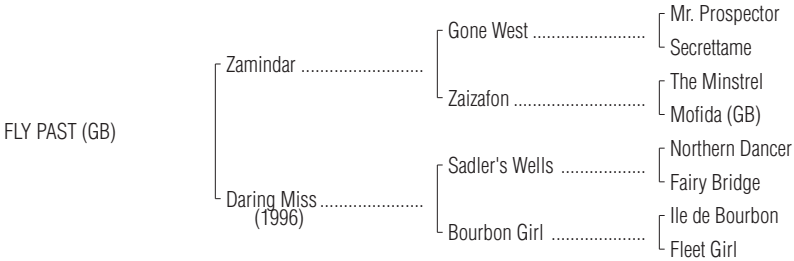 Mr. Prospector
Gone West ........................
Secrettame
Zamindar ..........................
The Minstrel
Zaizafon ............................
Mofida (GB)
FLY PAST (GB)
Northern Dancer
Sadler's Wells ..................
Fairy Bridge
Daring Miss ......................
(1996)
Ile de Bourbon
Bourbon Girl ....................
Fleet Girl